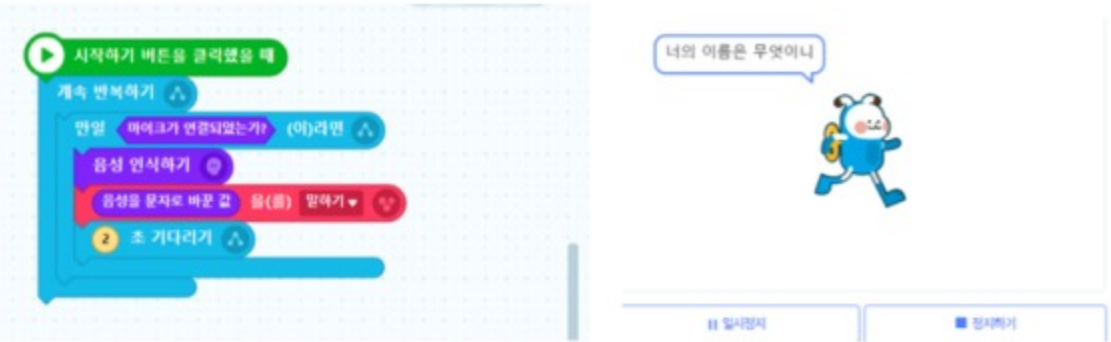 시작하기 버튼을 클릭했을 때
계속 반복하기
만일 마이크가 연결되었는가? (이)라면
음성 인식하기
음성을 문자로 바꾼 값 을(를) 말하기
2 초 기다리기
너의 이름은 무엇이니
일시정지
정지하기